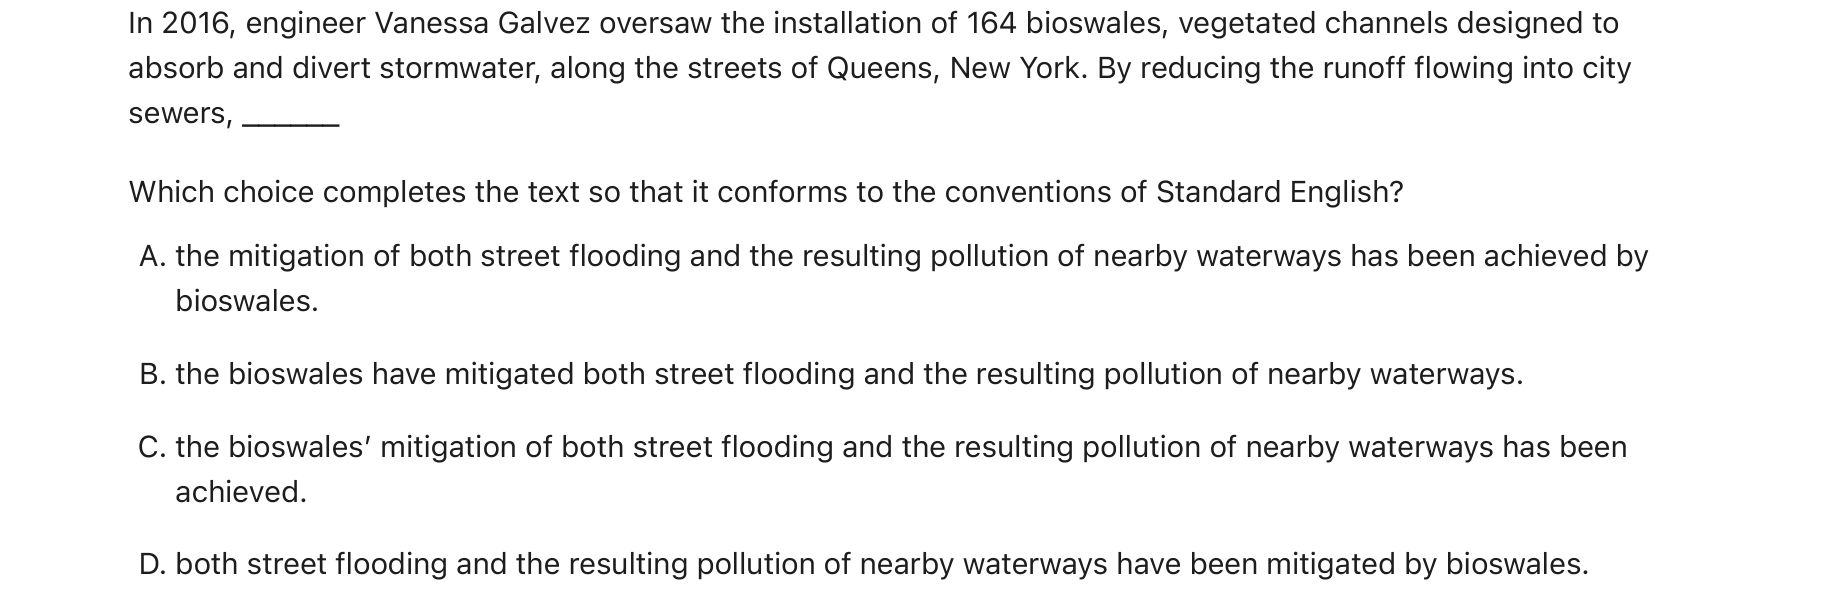 In 2016, engineer Vanessa Galvez oversaw the installation of 164 bioswales, vegetated channels designed to
absorb and divert stormwater, along the streets of Queens, New York. By reducing the runoff flowing into city
sewers, ______
Which choice completes the text so that it conforms to the conventions of Standard English?
A. the mitigation of both street flooding and the resulting pollution of nearby waterways has been achieved by
bioswales.
B. the bioswales have mitigated both street flooding and the resulting pollution of nearby waterways.
C. the bioswales’ mitigation of both street flooding and the resulting pollution of nearby waterways has been
achieved.
D. both street flooding and the resulting pollution of nearby waterways have been mitigated by bioswales.